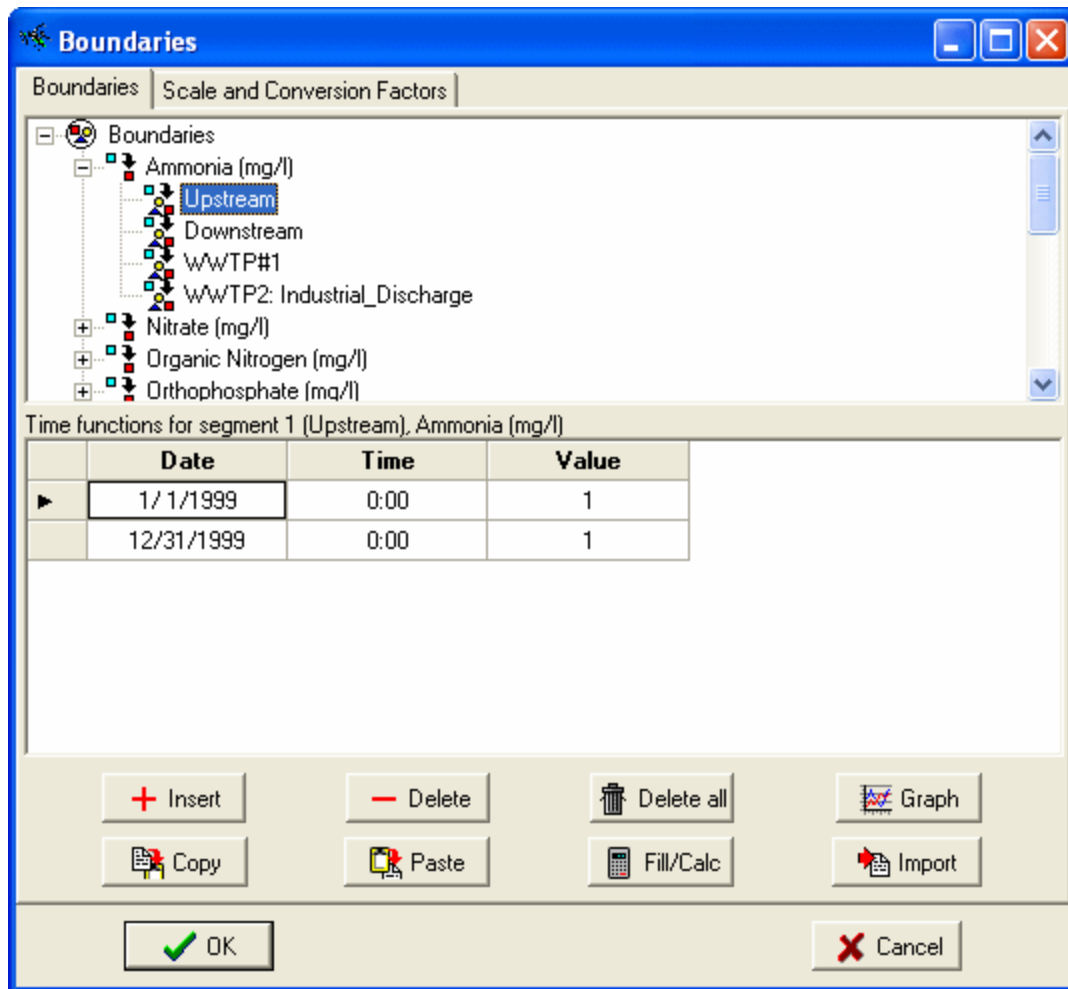 Boundaries
Boundaries Scale and Conversion Factors
Boundaries
Ammonia (mg/l)
Upstream
Downstream
WWTP#1
WWTP2: Industrial_Discharge
Nitrate (mg/l)
Organic Nitrogen (mg/l)
Orthophosphate (mg/l)
Time functions for segment 1 (Upstream), Ammonia (mg/l)
Date Time Value
1/ 1/1999 0:00 1
12/31/1999 0:00 1
Insert Delete Delete all Graph
Copy Paste Fill/Calc Import
OK Cancel